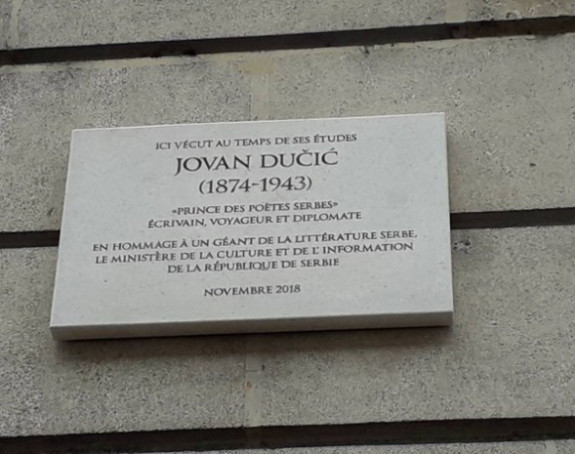 ICI VÉCUT AU TEMPS DE SES ÉTUDES
JOVAN DUČIĆ
(1874-1943)
«PRINCE DES POÈTES SERBES»
ÉCRIVAIN, VOYAGEUR ET DIPLOMATE
EN HOMMAGE À UN GÉANT DE LA LITTÉRATURE SERBE,
LE MINISTÈRE DE LA CULTURE ET DE L'INFORMATION
DE LA RÉPUBLIQUE DE SERBIE
NOVEMBRE 2018